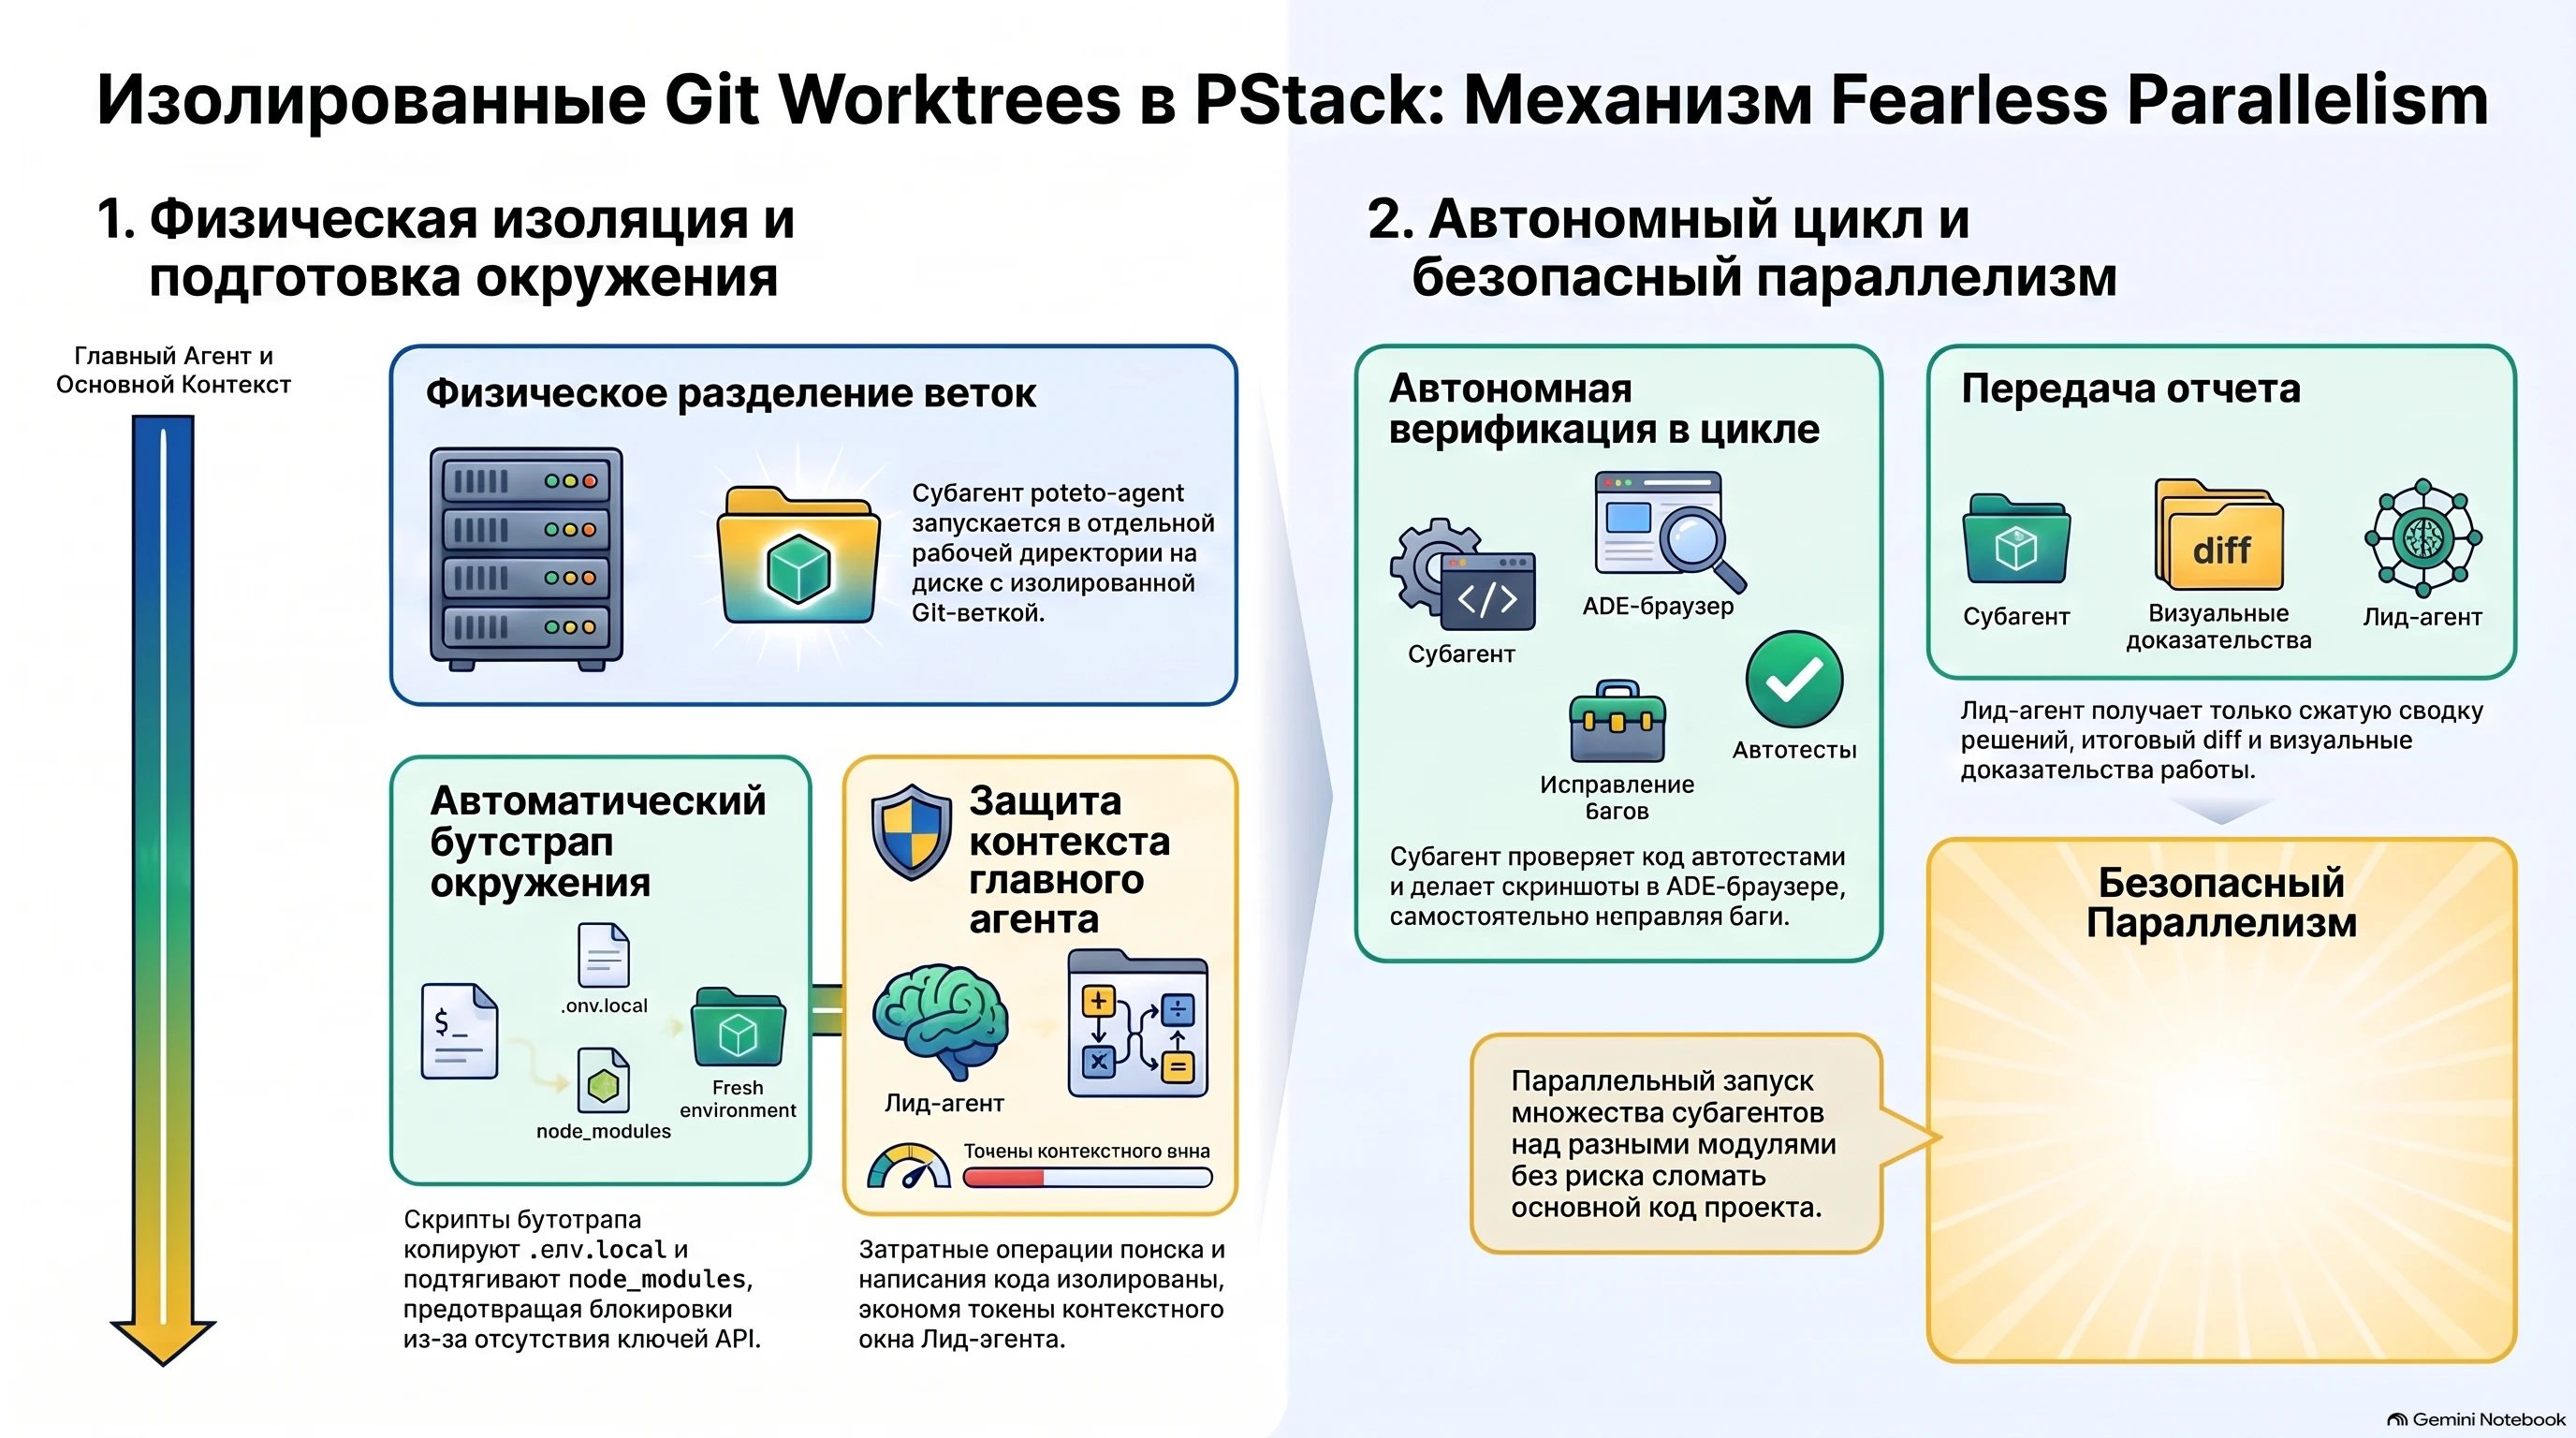 Изолированные Git Worktrees в PStack: Механизм Fearless Parallelism
1. Физическая изоляция и
подготовка окружения
Главный Агент и
Основной Контекст
Физическое разделение веток
Субагент poteto-agent
запускается в отдельной
рабочей директории на
диске с изолированной
Git-веткой.
Автоматический
бутстрап
окружения
$_
.onv.local
node_modules
Fresh
environment
Скрипты бутотрапа
копируют .env.local и
подтягивают node_modules,
предотвращая блокировки
из-за отсутствия ключей API.
Защита
контекста
главного
агента
Лид-агент
Точены контекстного внна
Затратные операции поиска и
написания кода изолированы,
экономя токены контекстного
окна Лид-эгента.
2. Автономный цикл и
безопасный параллелизм
Автономная
верификация в цикле
</>
Субагент
ADE-браузер
Автотесты
Исправление
багов
Субагент проверяет код автотестами
и делает скриншоты в ADE-браузере,
самостоятельно неправляя баги.
Передача отчета
Субагент
diff
Визуальные
доказательства
Лид-агент
Лид-агент получает только сжатую сводку
решений, итоговый diff и визуальные
доказательства работы.
Параллельный запуск
множества субагентов
над разными модулями
без риска сломать
основной код проекта.
Безопасный
Параллелизм
Gemini Notebook